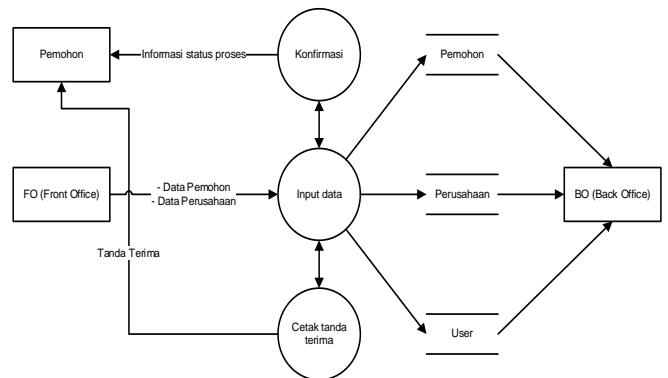 Pemohon
Informasi status proses
Konfirmasi
Pemohon
FO (Front Office)
- Data Pemohon
- Data Perusahaan
Input data
Perusahaan
BO (Back Office)
Tanda Terima
Cetak tanda
terima
User